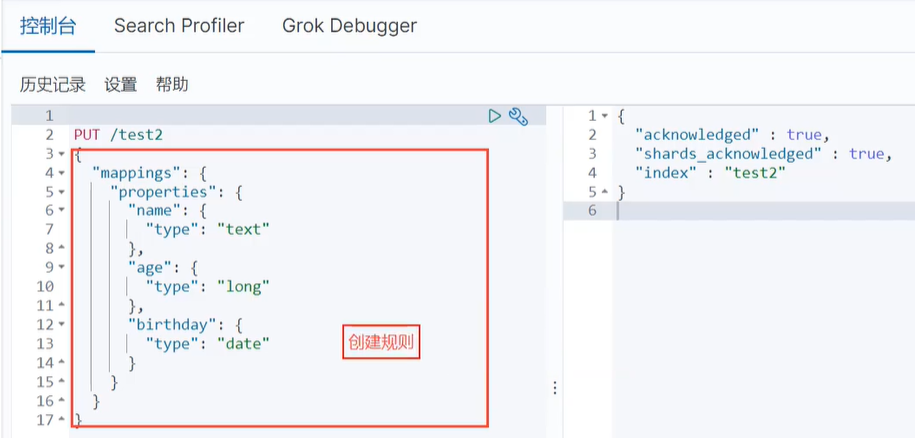 控制台 Search Profiler Grok Debugger
历史记录 设置 帮助
1
2 PUT /test2
3 {
4 "mappings": {
5 "properties": {
6 "name": {
7 "type": "text"
8 },
9 "age": {
10 "type": "long"
11 },
12 "birthday": {
13 "type": "date"
14 }
15 }
16 }
17 }
创建规则
1 {
2 "acknowledged" : true,
3 "shards_acknowledged" : true,
4 "index" : "test2"
5 }
6